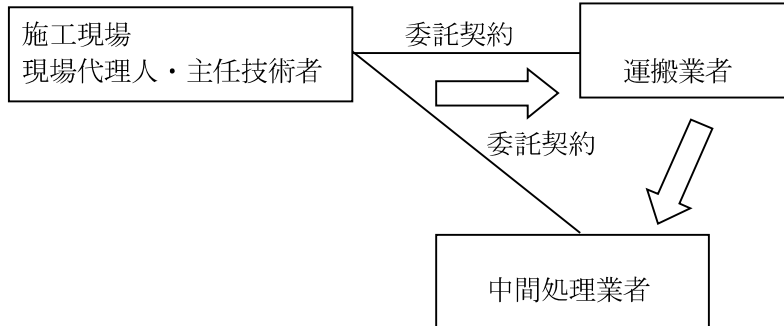 施工現場
現場代理人・主任技術者
委託契約
運搬業者
委託契約
中間処理業者